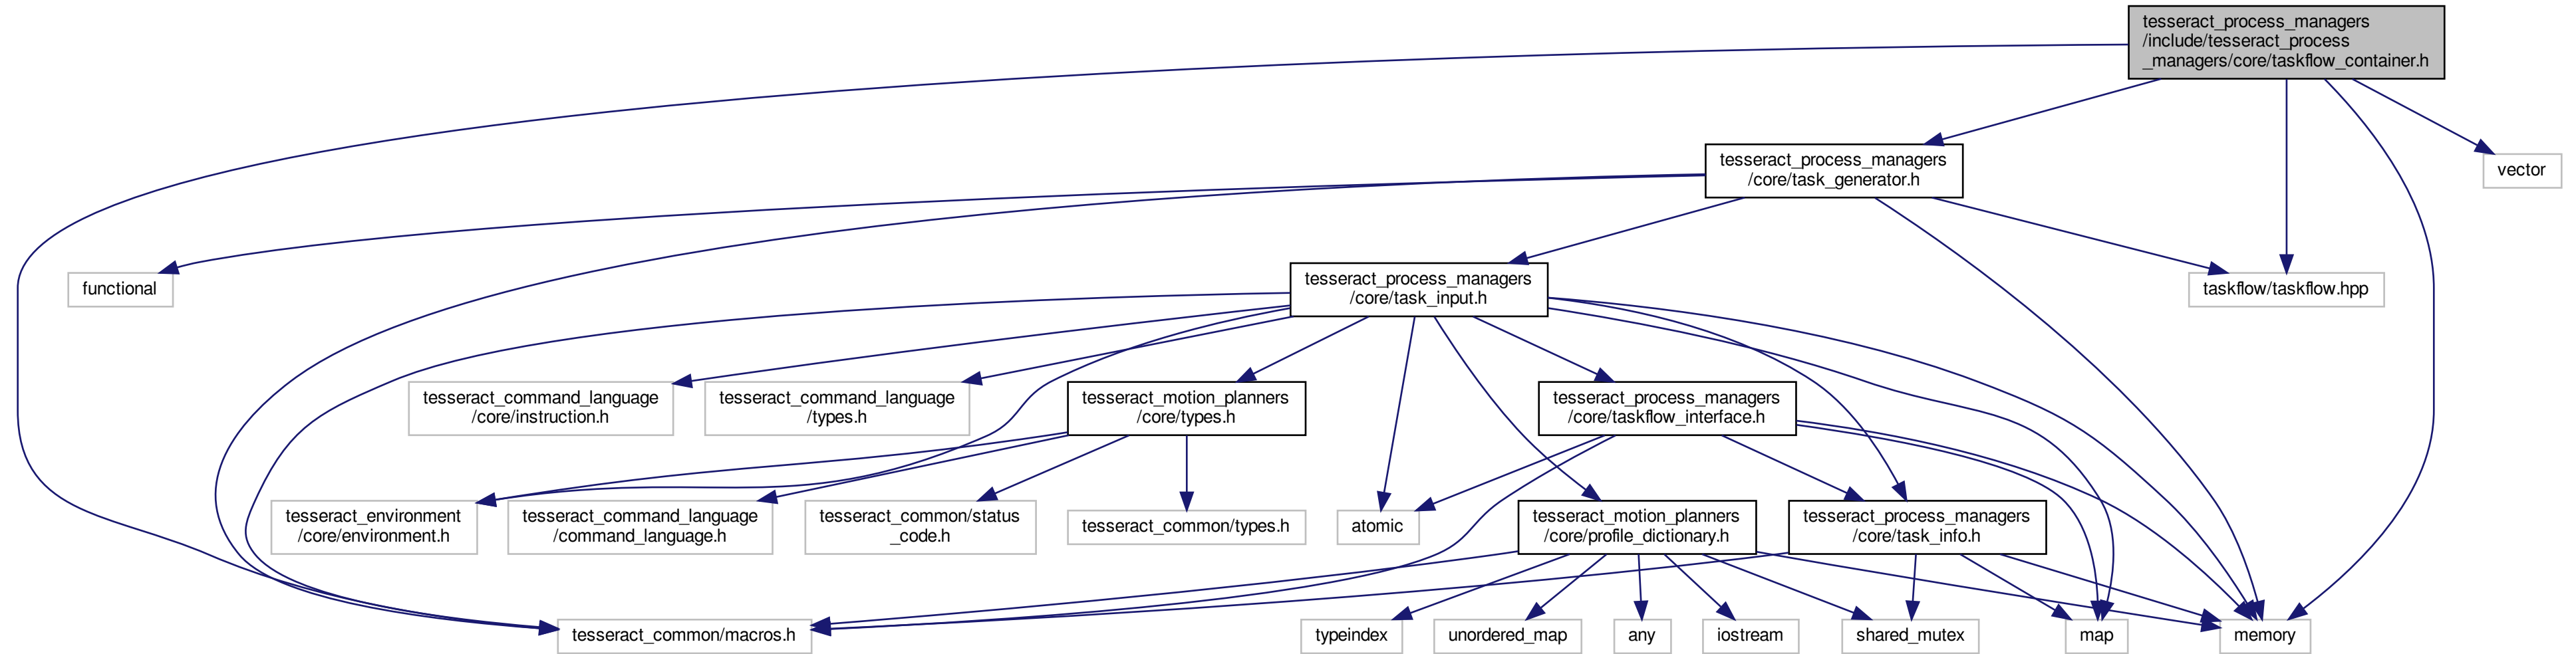 tesseract_process_managers
/include/tesseract_process
_managers/core/taskflow_container.h
tesseract_process_managers
/core/task_generator.h
vector
functional
tesseract_process_managers
/core/task_input.h
taskflow/taskflow.hpp
tesseract_command_language
/core/instruction.h
tesseract_command_language
/types.h
tesseract_motion_planners
/core/types.h
tesseract_process_managers
/core/taskflow_interface.h
tesseract_environment
/core/environment.h
tesseract_command_language
/command_language.h
tesseract_common/status
_code.h
tesseract_common/types.h
atomic
tesseract_motion_planners
/core/profile_dictionary.h
tesseract_process_managers
/core/task_info.h
tesseract_common/macros.h
typeindex
unordered_map
any
iostream
shared_mutex
map
memory